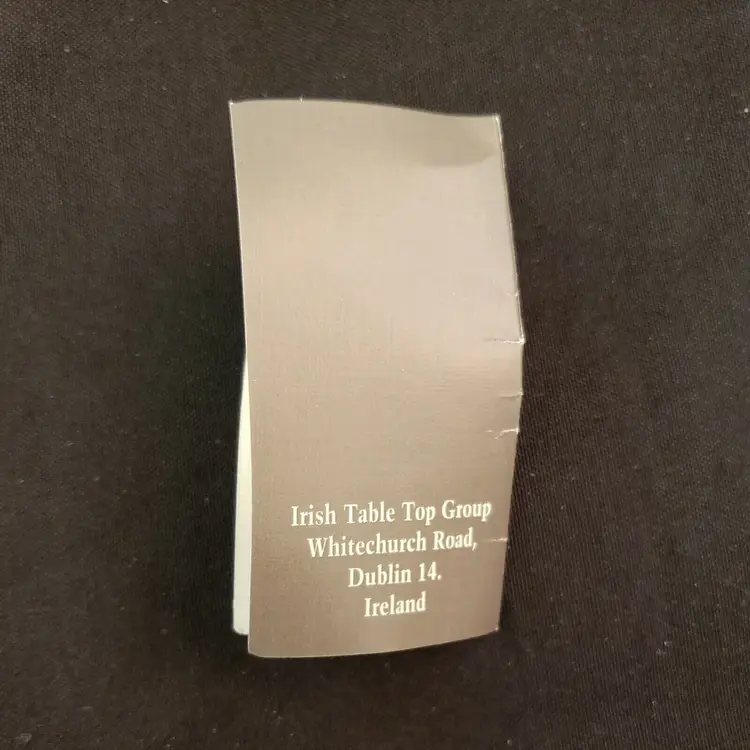 Irish Table Top Group
Whitechurch Road,
Dublin 14.
Ireland